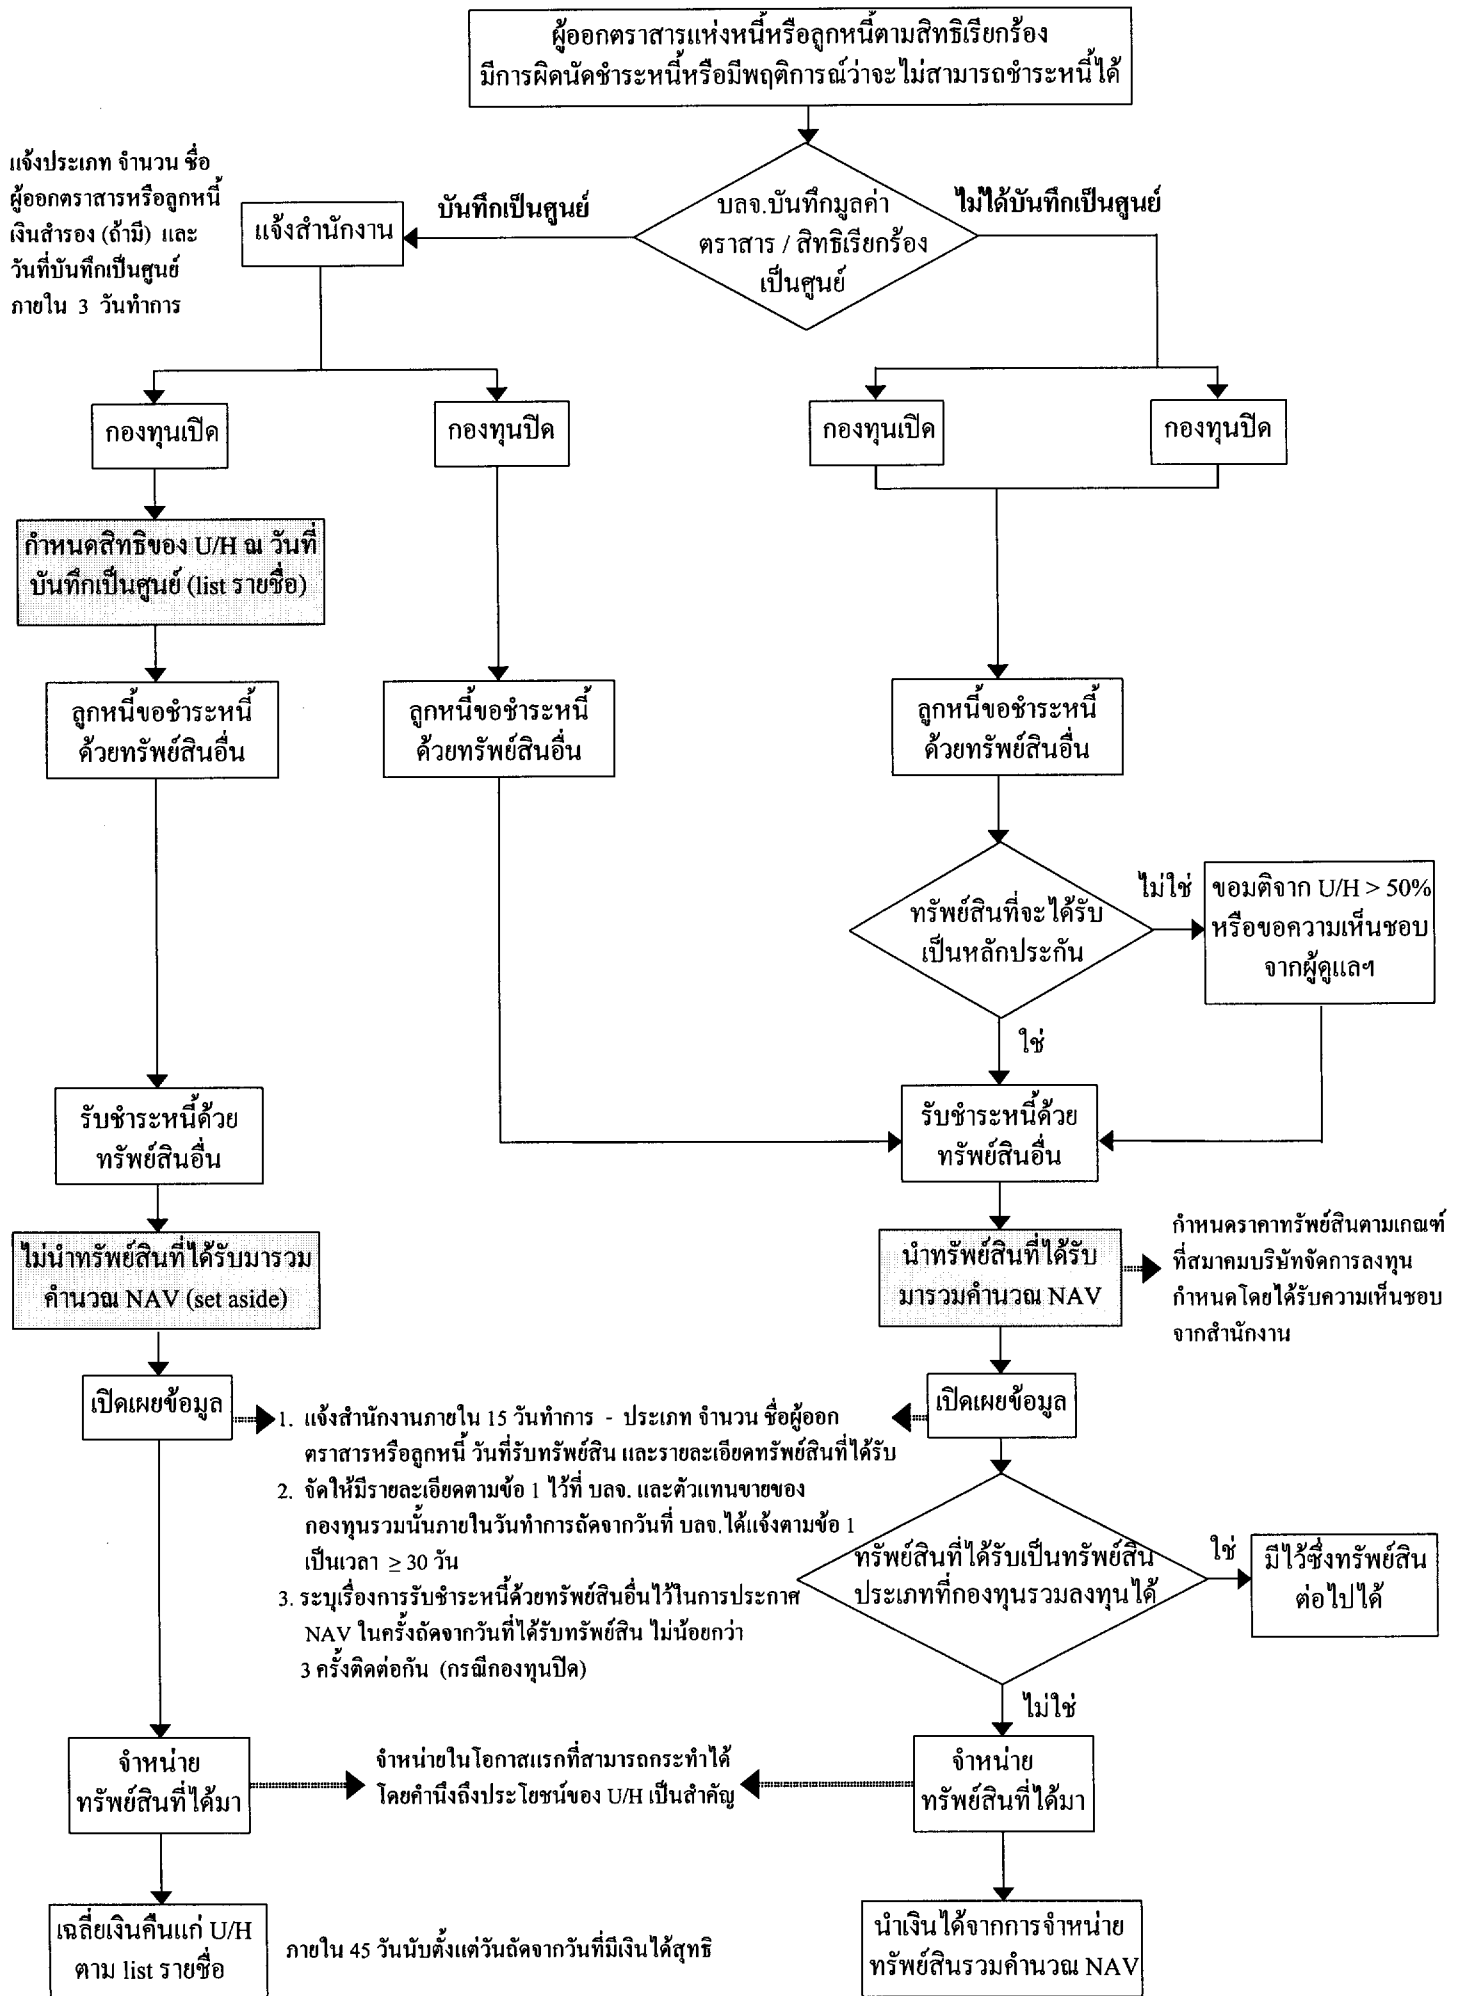 ผู้ออกตราสารแห่งหนี้หรือลูกหนี้ตามสิทธิเรียกร้อง
มีการผิดนัดชำระหนี้หรือมีพฤติการณ์ว่าจะไม่สามารถชำระหนี้ได้
แจ้งประเภท จำนวน ชื่อ
ผู้ออกตราสารหรือลูกหนี้
เงินสำรอง (ถ้ามี) และ
วันที่บันทึกเป็นศูนย์
ภายใน 3 วันทำการ
แจ้งสำนักงาน
บันทึกเป็นศูนย์
บลจ.บันทึกมูลค่า
ตราสาร / สิทธิเรียกร้อง
เป็นศูนย์
ไม่ได้บันทึกเป็นศูนย์
กองทุนเปิด
กองทุนปิด
กองทุนเปิด
กองทุนปิด
กำหนดสิทธิของ U/H ณ วันที่
บันทึกเป็นศูนย์ (list รายชื่อ)
ลูกหนี้ขอชำระหนี้
ด้วยทรัพย์สินอื่น
ลูกหนี้ขอชำระหนี้
ด้วยทรัพย์สินอื่น
ลูกหนี้ขอชำระหนี้
ด้วยทรัพย์สินอื่น
ทรัพย์สินที่จะได้รับ
เป็นหลักประกัน
ไม่ใช่
ขอมติจาก U/H > 50%
หรือขอความเห็นชอบ
จากผู้ดูแลฯ
ใช่
รับชำระหนี้ด้วย
ทรัพย์สินอื่น
รับชำระหนี้ด้วย
ทรัพย์สินอื่น
ไม่นำทรัพย์สินที่ได้รับมารวม
คำนวณ NAV (set aside)
นำทรัพย์สินที่ได้รับ
มารวมคำนวณ NAV
กำหนดราคาทรัพย์สินตามเกณฑ์
ที่สมาคมบริษัทจัดการลงทุน
กำหนดโดยได้รับความเห็นชอบ
จากสำนักงาน
เปิดเผยข้อมูล
เปิดเผยข้อมูล
1. แจ้งสำนักงานภายใน 15 วันทำการ - ประเภท จำนวน ชื่อผู้ออก
ตราสารหรือลูกหนี้ วันที่รับทรัพย์สิน และรายละเอียดทรัพย์สินที่ได้รับ
2. จัดให้มีรายละเอียดตามข้อ 1 ไว้ที่ บลจ. และตัวแทนขายของ
กองทุนรวมนั้นภายในวันทำการถัดจากวันที่ บลจ.ได้แจ้งตามข้อ 1
เป็นเวลา ≥ 30 วัน
3. ระบุเรื่องการรับชำระหนี้ด้วยทรัพย์สินอื่นไว้ในการประกาศ
NAV ในครั้งถัดจากวันที่ได้รับทรัพย์สิน ไม่น้อยกว่า
3 ครั้งติดต่อกัน (กรณีกองทุนปิด)
ทรัพย์สินที่ได้รับเป็นทรัพย์สิน
ประเภทที่กองทุนรวมลงทุนได้
ใช่
มีไว้ซึ่งทรัพย์สิน
ต่อไปได้
ไม่ใช่
จำหน่าย
ทรัพย์สินที่ได้มา
จำหน่ายในโอกาสแรกที่สามารถกระทำได้
โดยคำนึงถึงประโยชน์ของ U/H เป็นสำคัญ
จำหน่าย
ทรัพย์สินที่ได้มา
เฉลี่ยเงินคืนแก่ U/H
ตาม list รายชื่อ
ภายใน 45 วันนับตั้งแต่วันถัดจากวันที่มีเงินได้สุทธิ
นำเงินได้จากการจำหน่าย
ทรัพย์สินรวมคำนวณ NAV